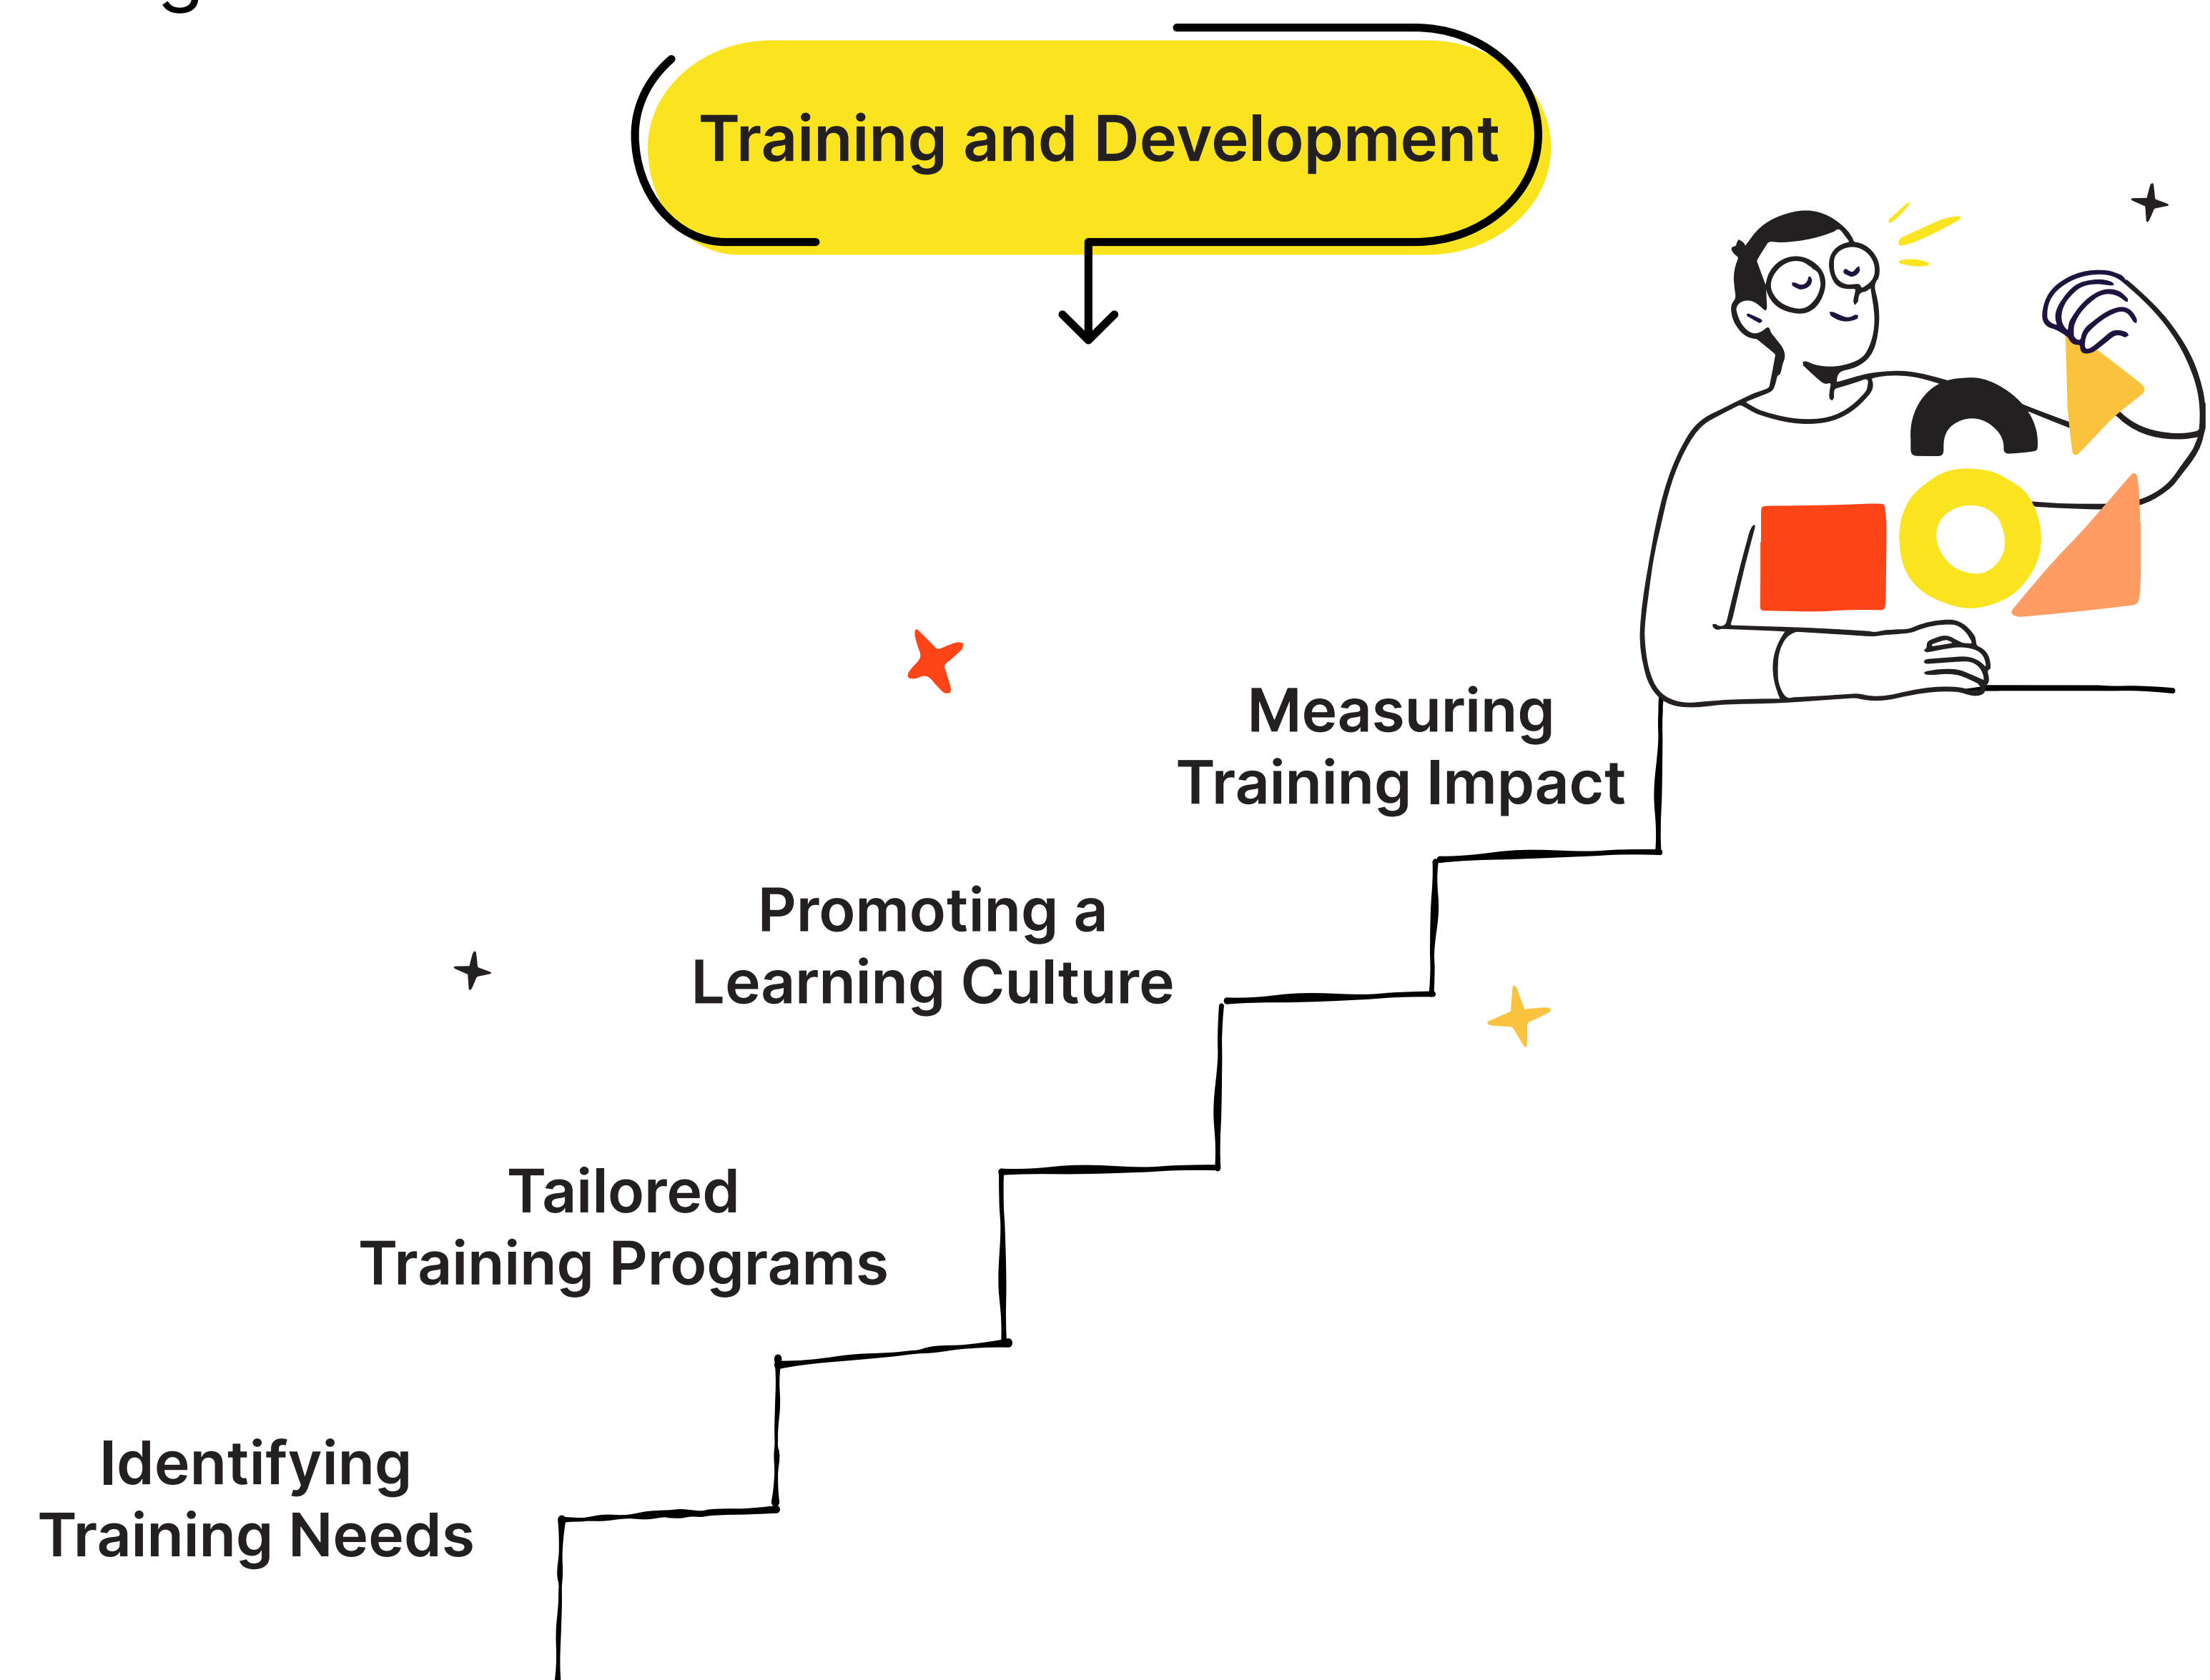 Training and Development
Measuring
Training Impact
Promoting a
Learning Culture
Tailored
Training Programs
Identifying
Training Needs